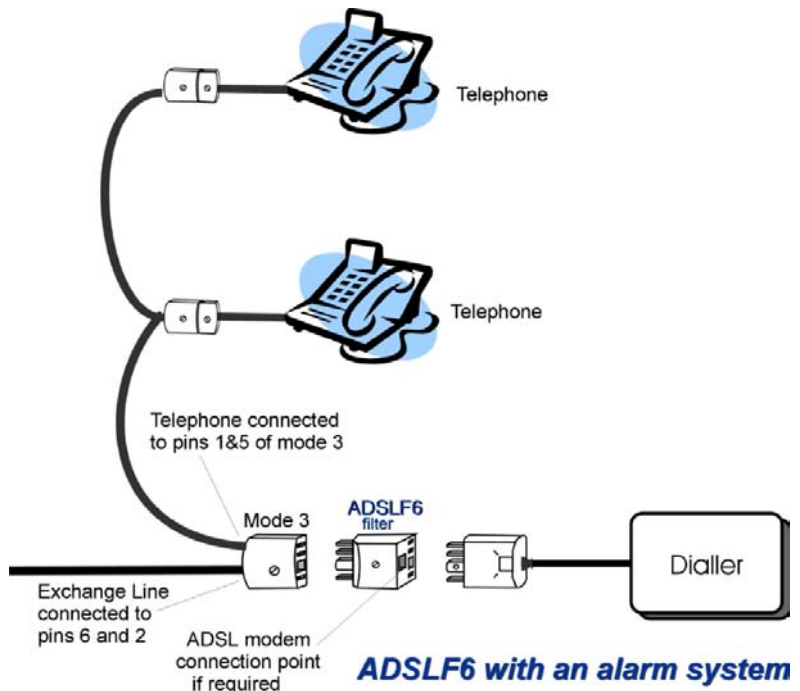 Telephone
Telephone
Telephone connected
to pins 1&5 of mode 3
Mode 3
ADSLF6
filter
Dialler
Exchange Line
connected to
pins 6 and 2
ADSL modem
connection point
if required
ADSLF6 with an alarm system